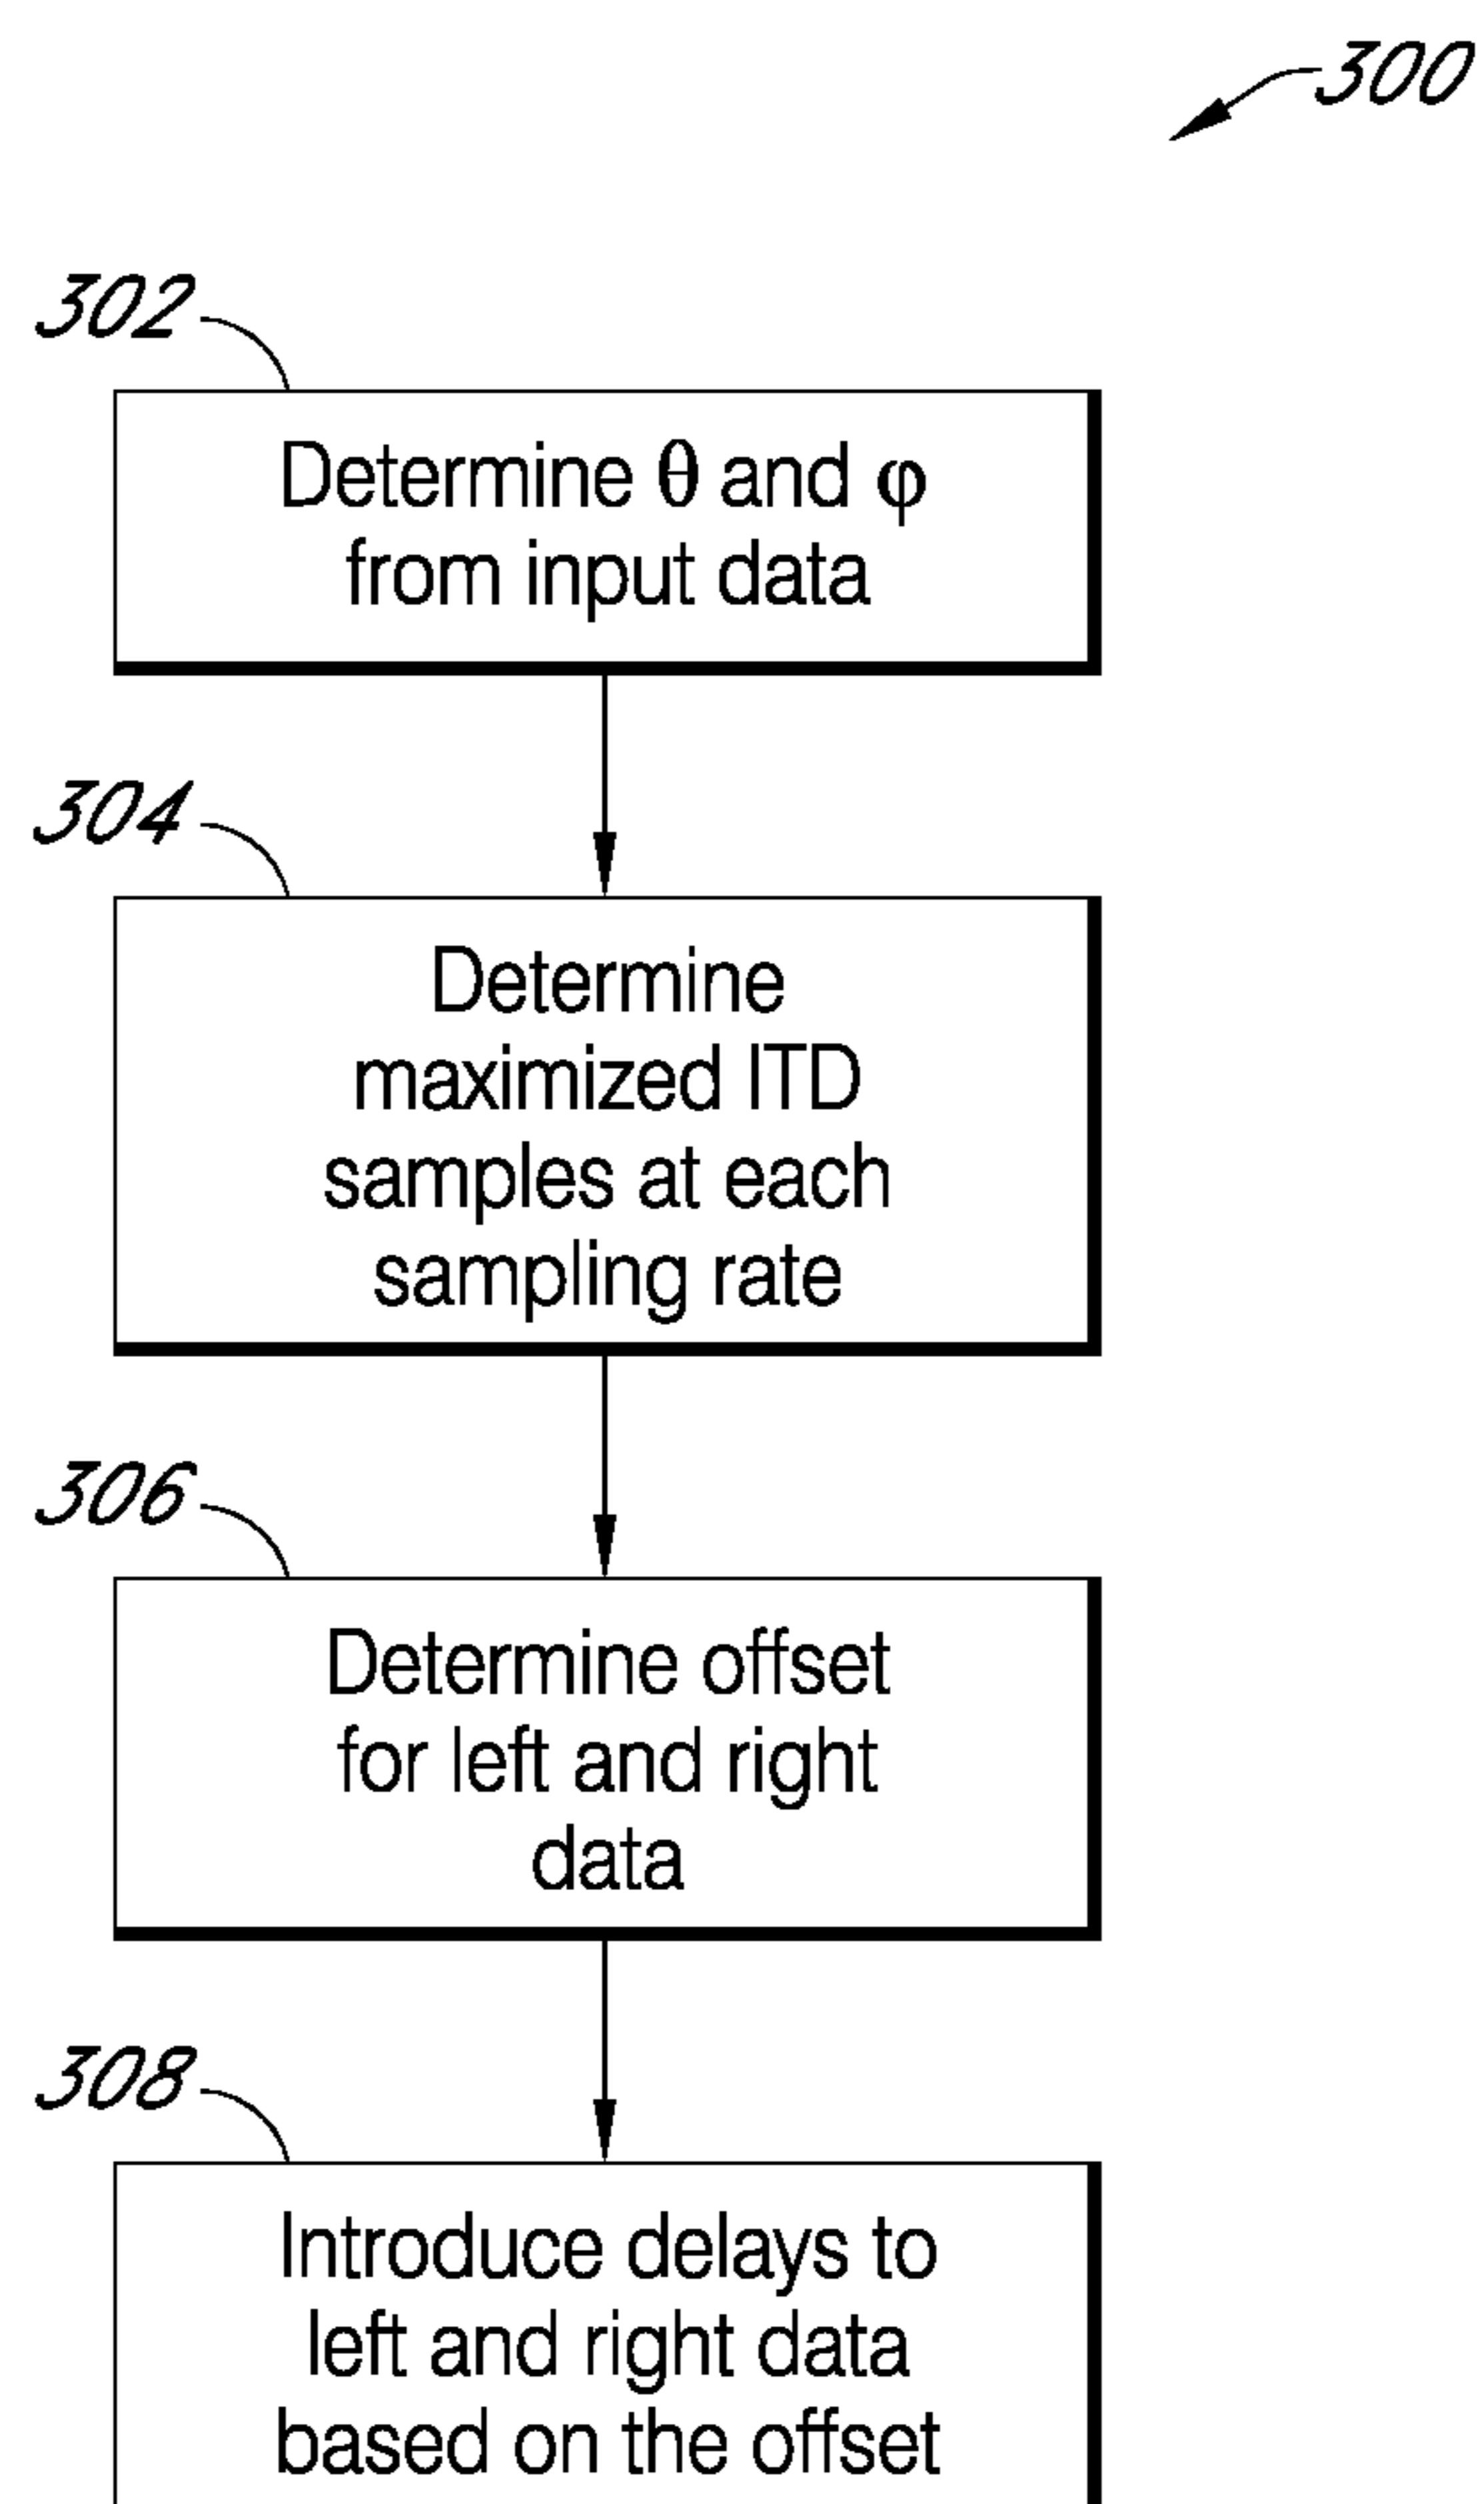 300
302
Determine θ and φ
from input data
304
Determine
maximized ITD
samples at each
sampling rate
306
Determine offset
for left and right
data
308
Introduce delays to
left and right data
based on the offset